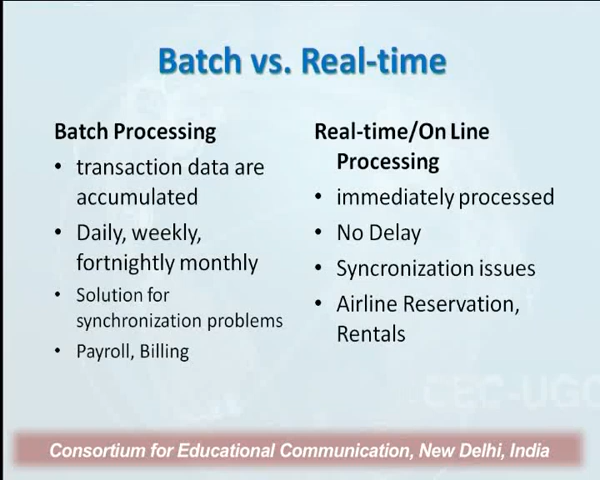 Batch vs. Real-time
Batch Processing
• transaction data are
accumulated
• Daily, weekly,
fortnightly monthly
• Solution for
synchronization problems
• Payroll, Billing
Real-time/On Line
Processing
• immediately processed
• No Delay
• Syncronization issues
• Airline Reservation,
Rentals
CEC-UGC
Consortium for Educational Communication, New Delhi, India